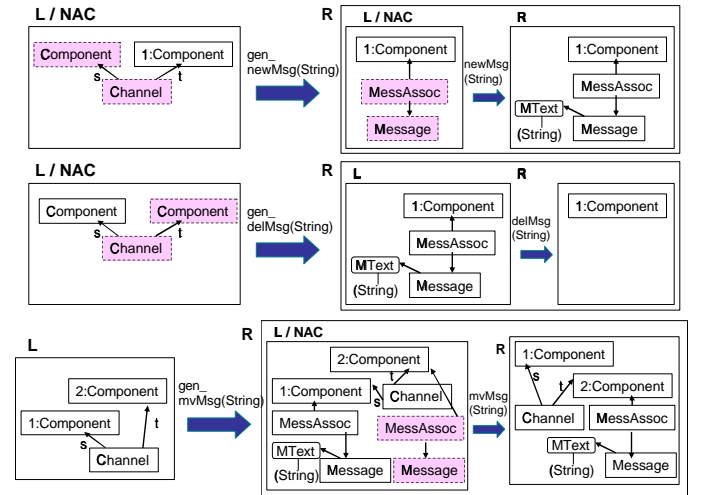 L / NAC
Component
1:Component
s
t
Channel
gen_
newMsg(String)
R
L / NAC
1:Component
MessAssoc
Message
newMsg
(String)
R
1:Component
MessAssoc
MText
Message
(String)
L / NAC
Component
Component
s
t
Channel
gen_
delMsg(String)
R
L
1:Component
MessAssoc
MText
Message
(String)
delMsg
(String)
R
1:Component
L
2:Component
1:Component
s
t
Channel
gen_
mvMsg(String)
R
L / NAC
2:Component
t
1:Component
s
Channel
MessAssoc
MessAssoc
MText
(String)
Message
Message
mvMsg
(String)
R
1:Component
s
t
2:Component
Channel
MessAssoc
MText
(String)
Message